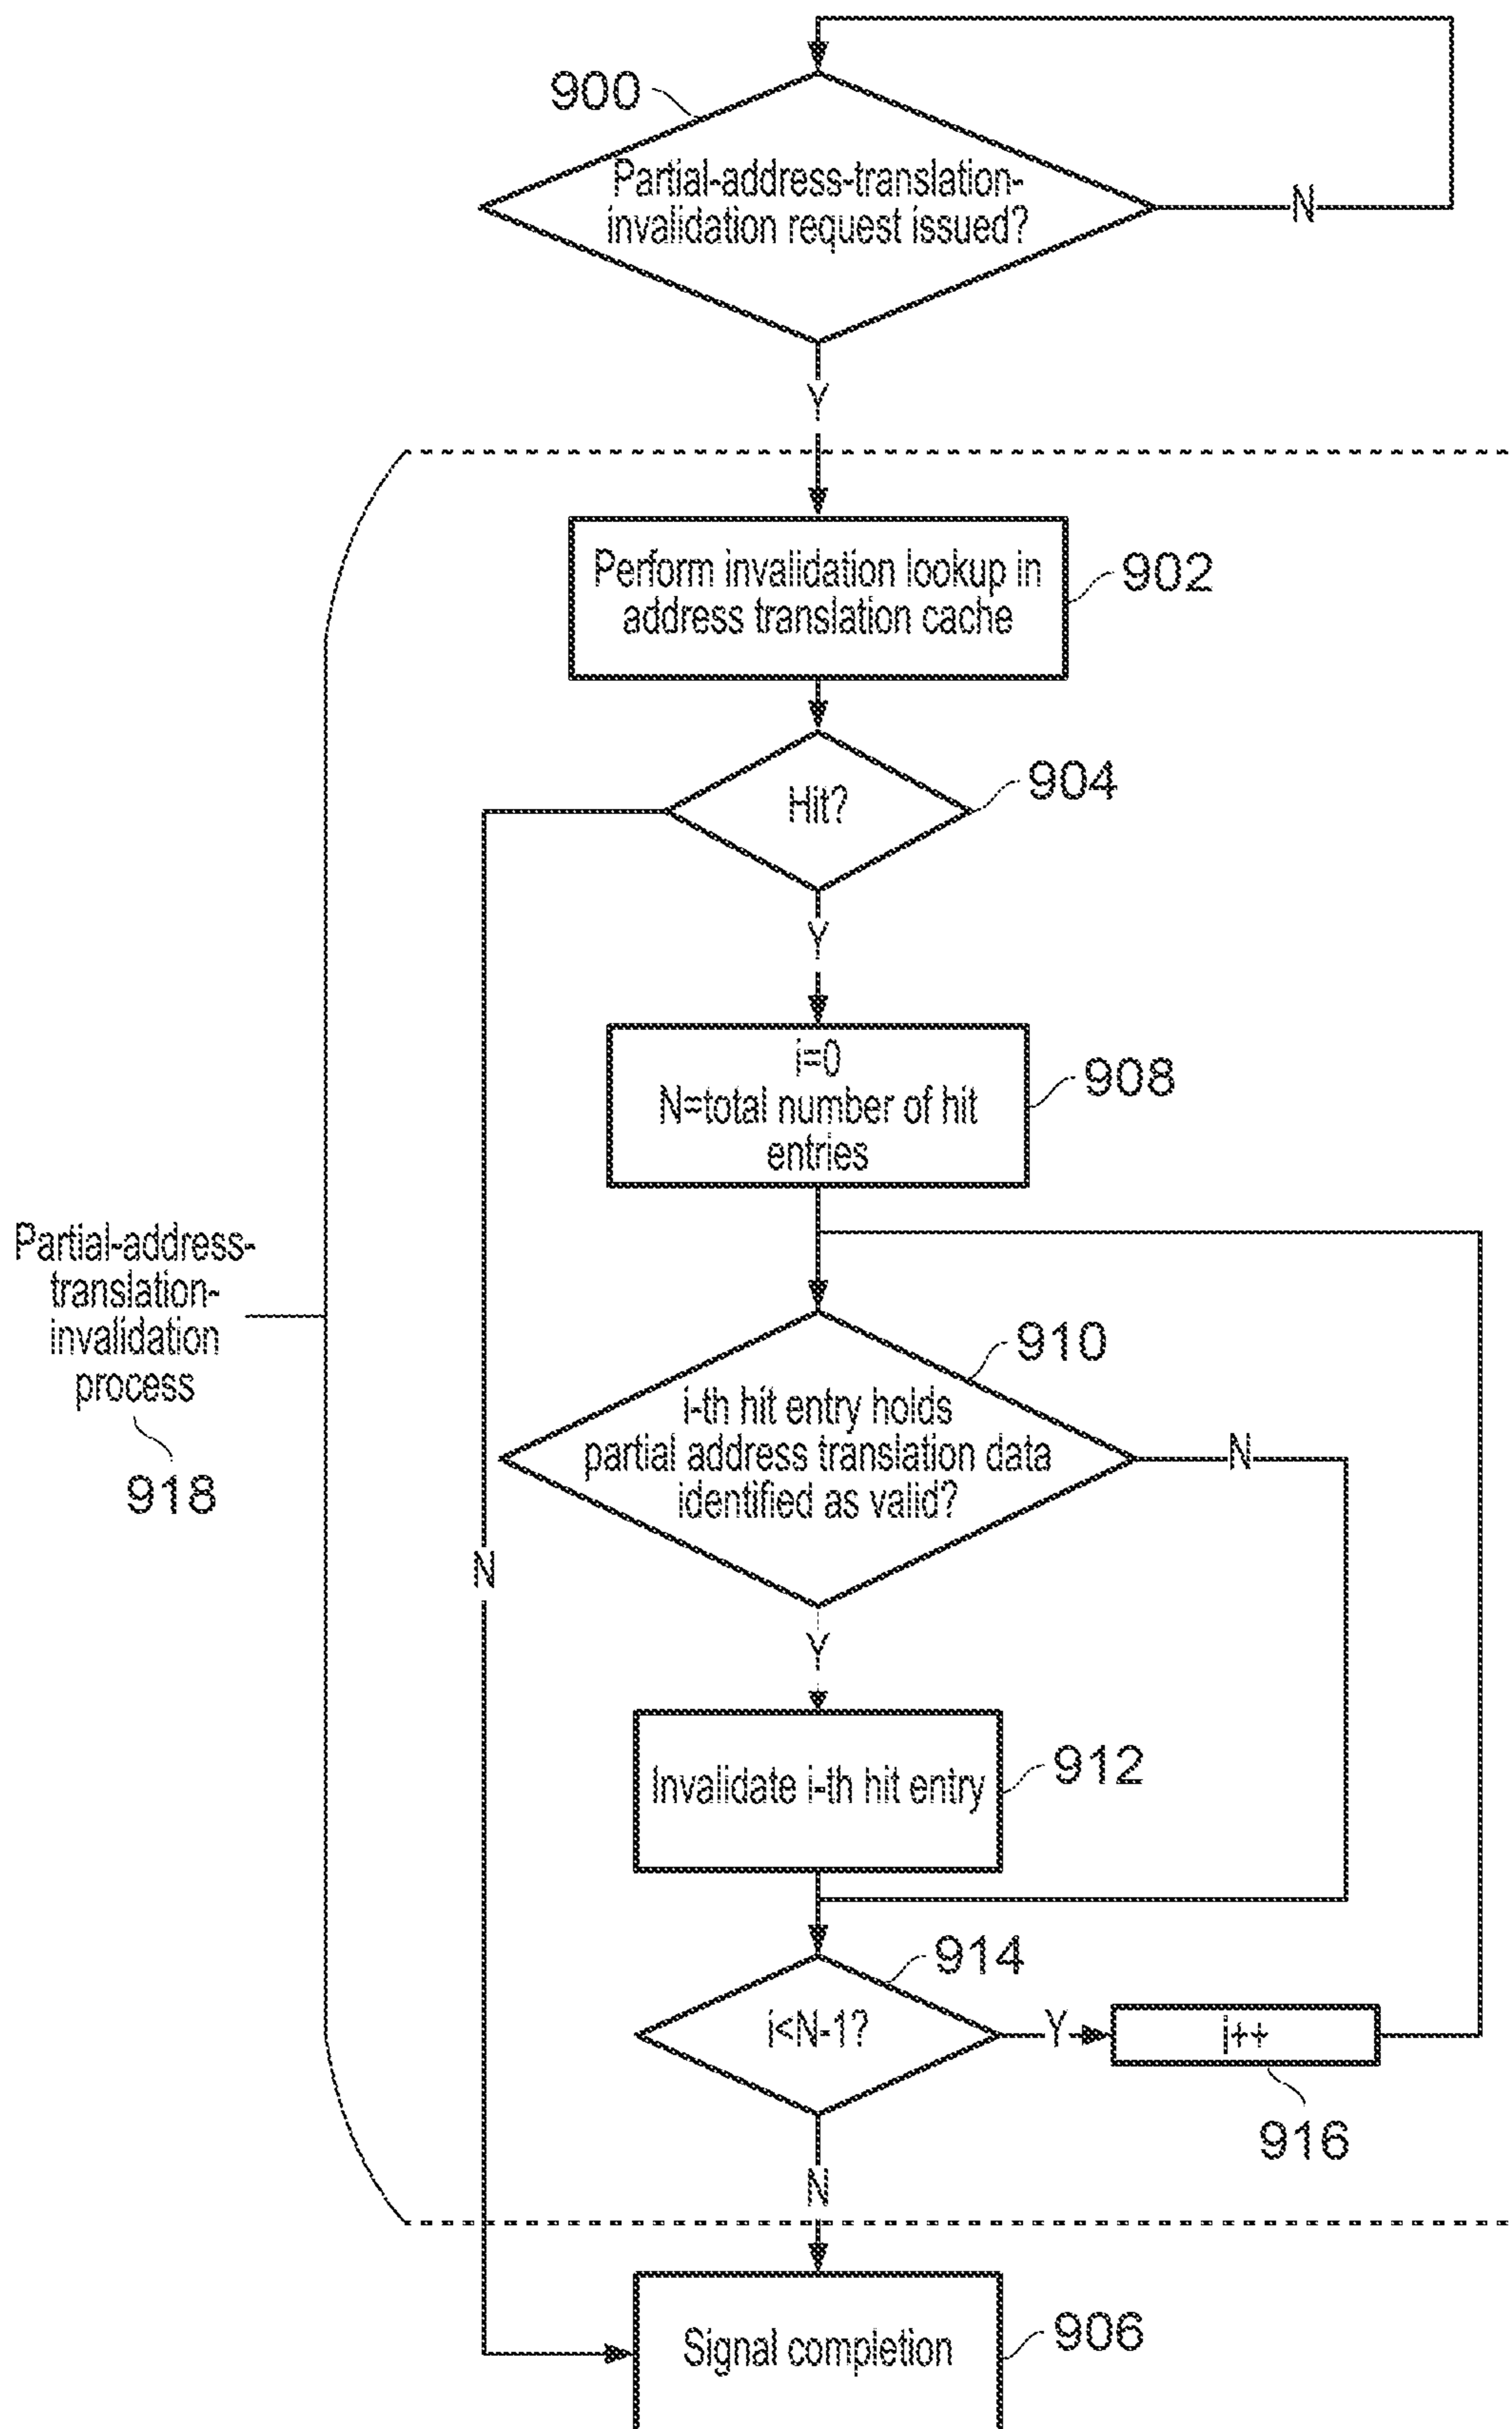 900
Partial-address-translation-
invalidation request issued?
N
Y
Perform invalidation lookup in
address translation cache
902
Hit?
904
Y
i=0
N=total number of hit
entries
908
Partial-address-
translation-
invalidation
process
918
i-th hit entry holds
partial address translation data
identified as valid?
910
N
N
Y
Invalidate i-th hit entry
912
i<N-1?
914
Y
i++
916
N
Signal completion
906